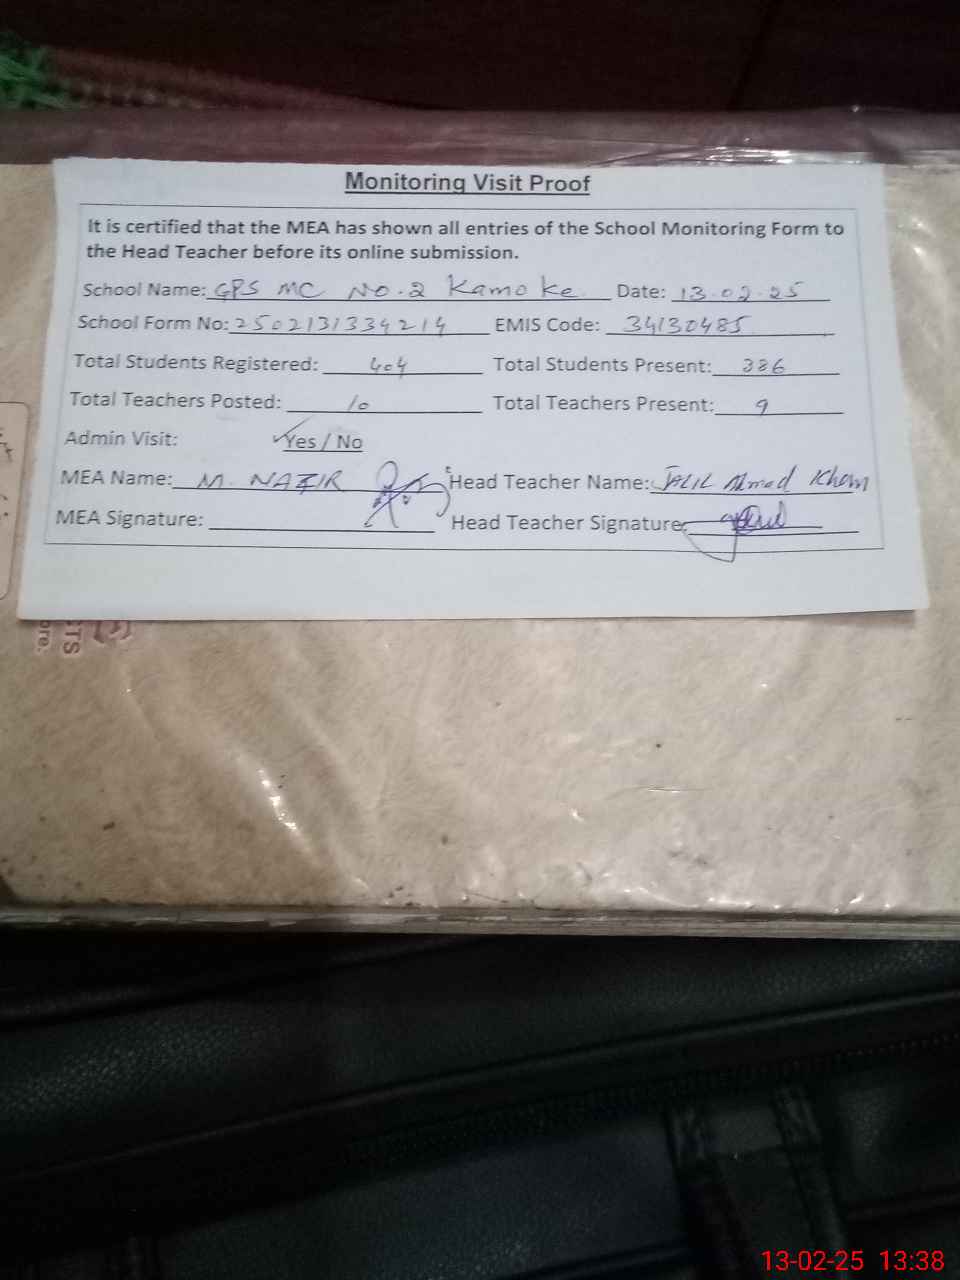 Monitoring Visit Proof
It is certified that the MEA has shown all entries of the School Monitoring Form to
the Head Teacher before its online submission.
School Name: GPS MC NO.2 Kamoke Date: 13.02.25
School Form No: 2502131334214 EMIS Code: 34130485
Total Students Registered: 404 Total Students Present: 386
Total Teachers Posted: 10 Total Teachers Present: 9
Admin Visit: Yes / No
MEA Name: M. NAZIR Head Teacher Name: JALIL Ahmad Khan
MEA Signature: Head Teacher Signature:
CTS
ore:
13-02-25 13:38